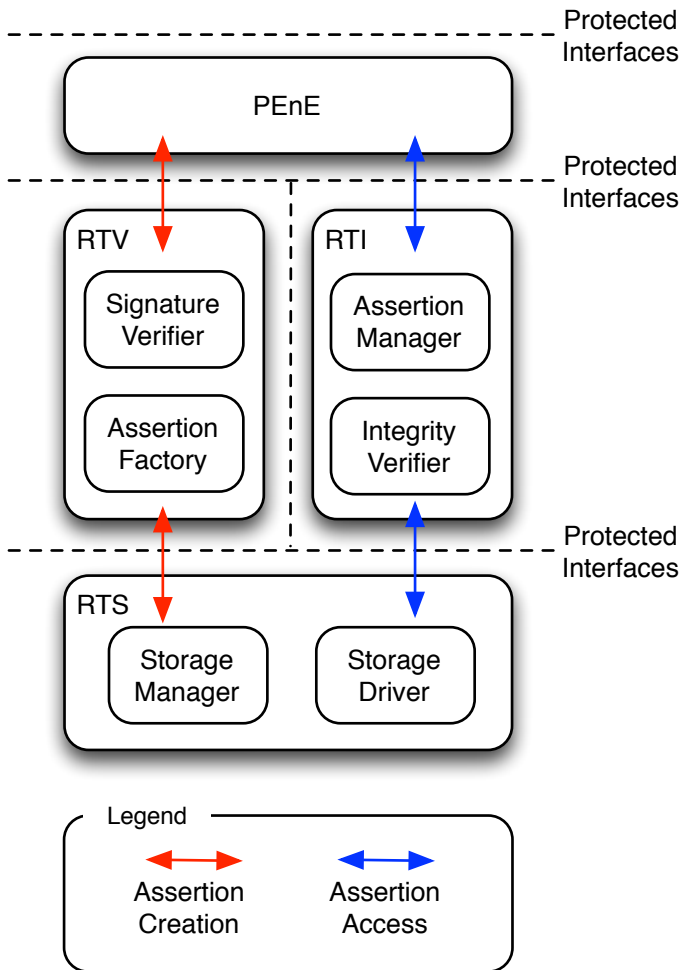 Protected
Interfaces
PEnE
Protected
Interfaces
RTV
Signature
Verifier
Assertion
Factory
RTI
Assertion
Manager
Integrity
Verifier
Protected
Interfaces
RTS
Storage
Manager
Storage
Driver
Legend
Assertion
Creation
Assertion
Access